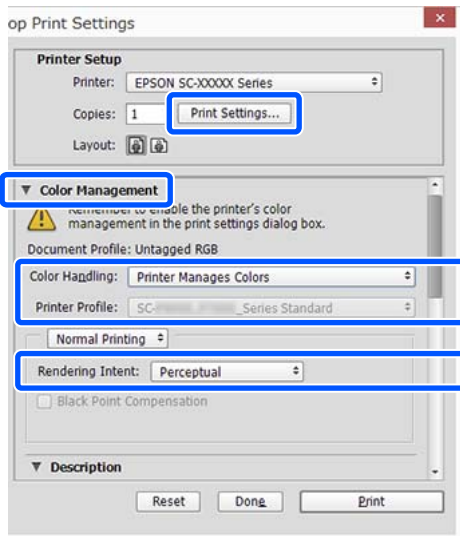 op Print Settings
Printer Setup
Printer: EPSON SC-XXXXX Series
Copies: 1 Print Settings...
Layout:
Color Management
Remember to enable the printer's color
management in the print settings dialog box.
Document Profile: Untagged RGB
Color Handling: Printer Manages Colors
Printer Profile: SC- _Series Standard
Normal Printing
Rendering Intent: Perceptual
Black Point Compensation
Description
Reset Done Print